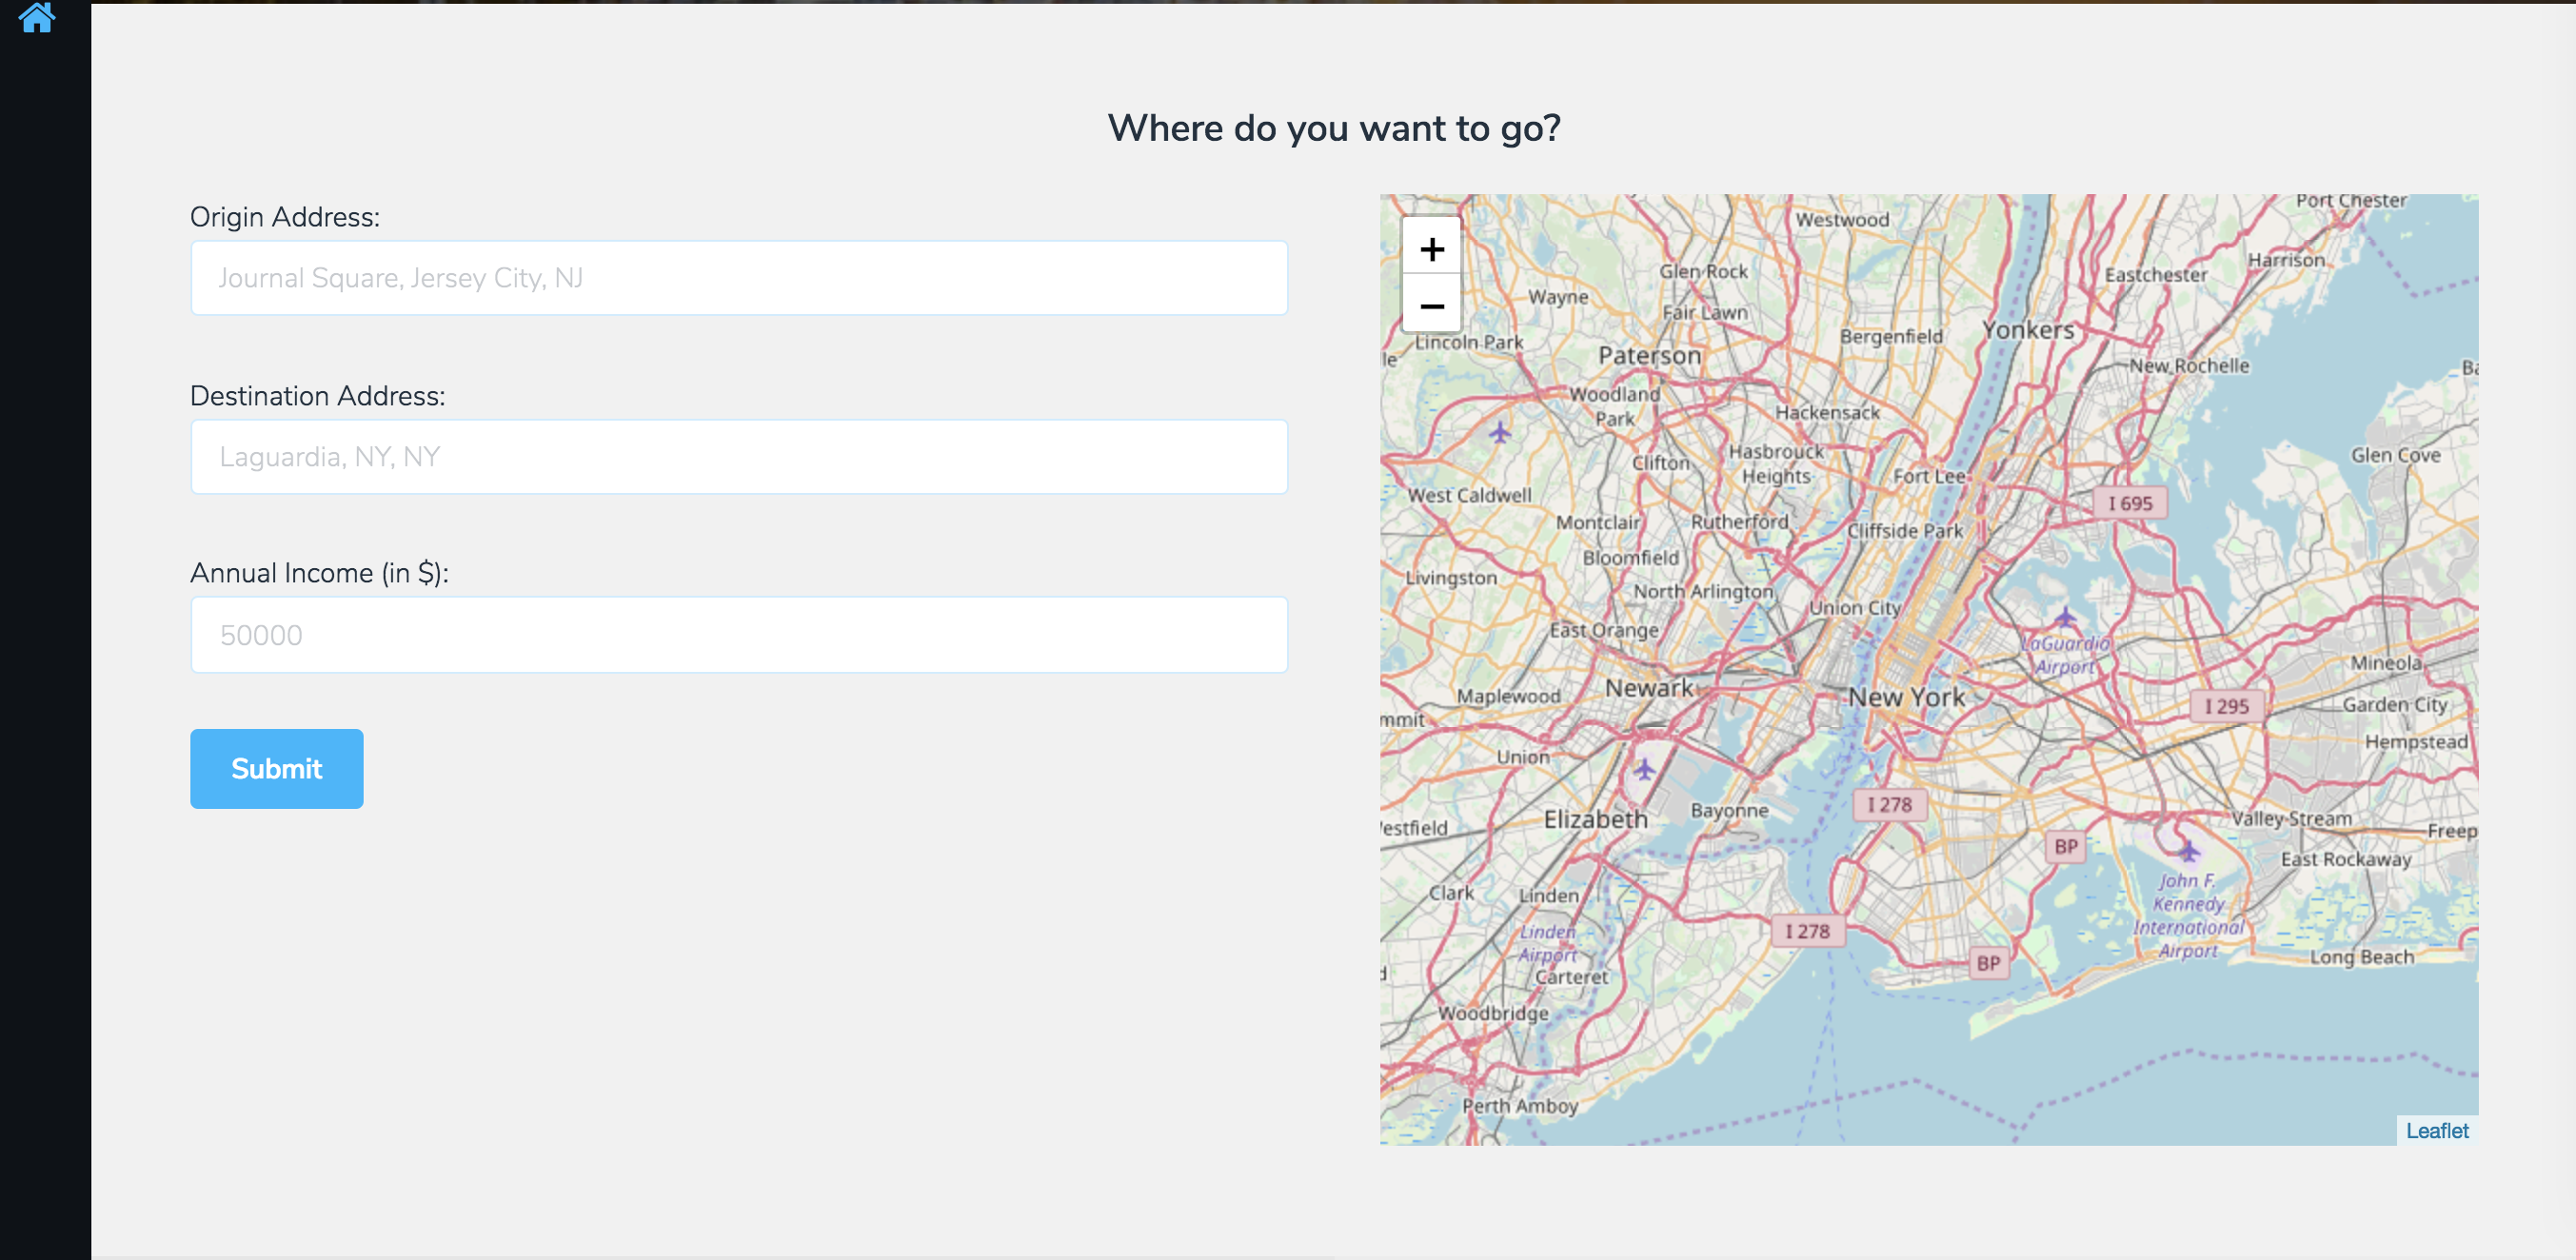 Where do you want to go?
Origin Address:
Journal Square, Jersey City, NJ
Destination Address:
Laguardia, NY, NY
Annual Income (in $):
50000
Submit
+
−
Port Chester
Westwood
Harrison
Eastchester
Glen Rock
Wayne
Fair Lawn
Yonkers
Bergenfield
Lincoln Park
le
Paterson
New Rochelle
Ba
Woodland
Park
Hackensack
Hasbrouck
Heights
Glen Cove
Clifton
Fort Lee
West Caldwell
I 695
Montclair
Rutherford
Cliffside Park
Bloomfield
Livingston
North Arlington
Union City
East Orange
LaGuardia
Airport
Mineola
Newark
Maplewood
New York
I 295
Garden City
mmit
Hempstead
Union
I 278
Bayonne
Elizabeth
Valley Stream
estfield
Freep
BP
East Rockaway
John F.
Kennedy
International
Airport
Clark
Linden
I 278
Linden
Airport
Long Beach
BP
d
Carteret
Woodbridge
Perth Amboy
Leaflet